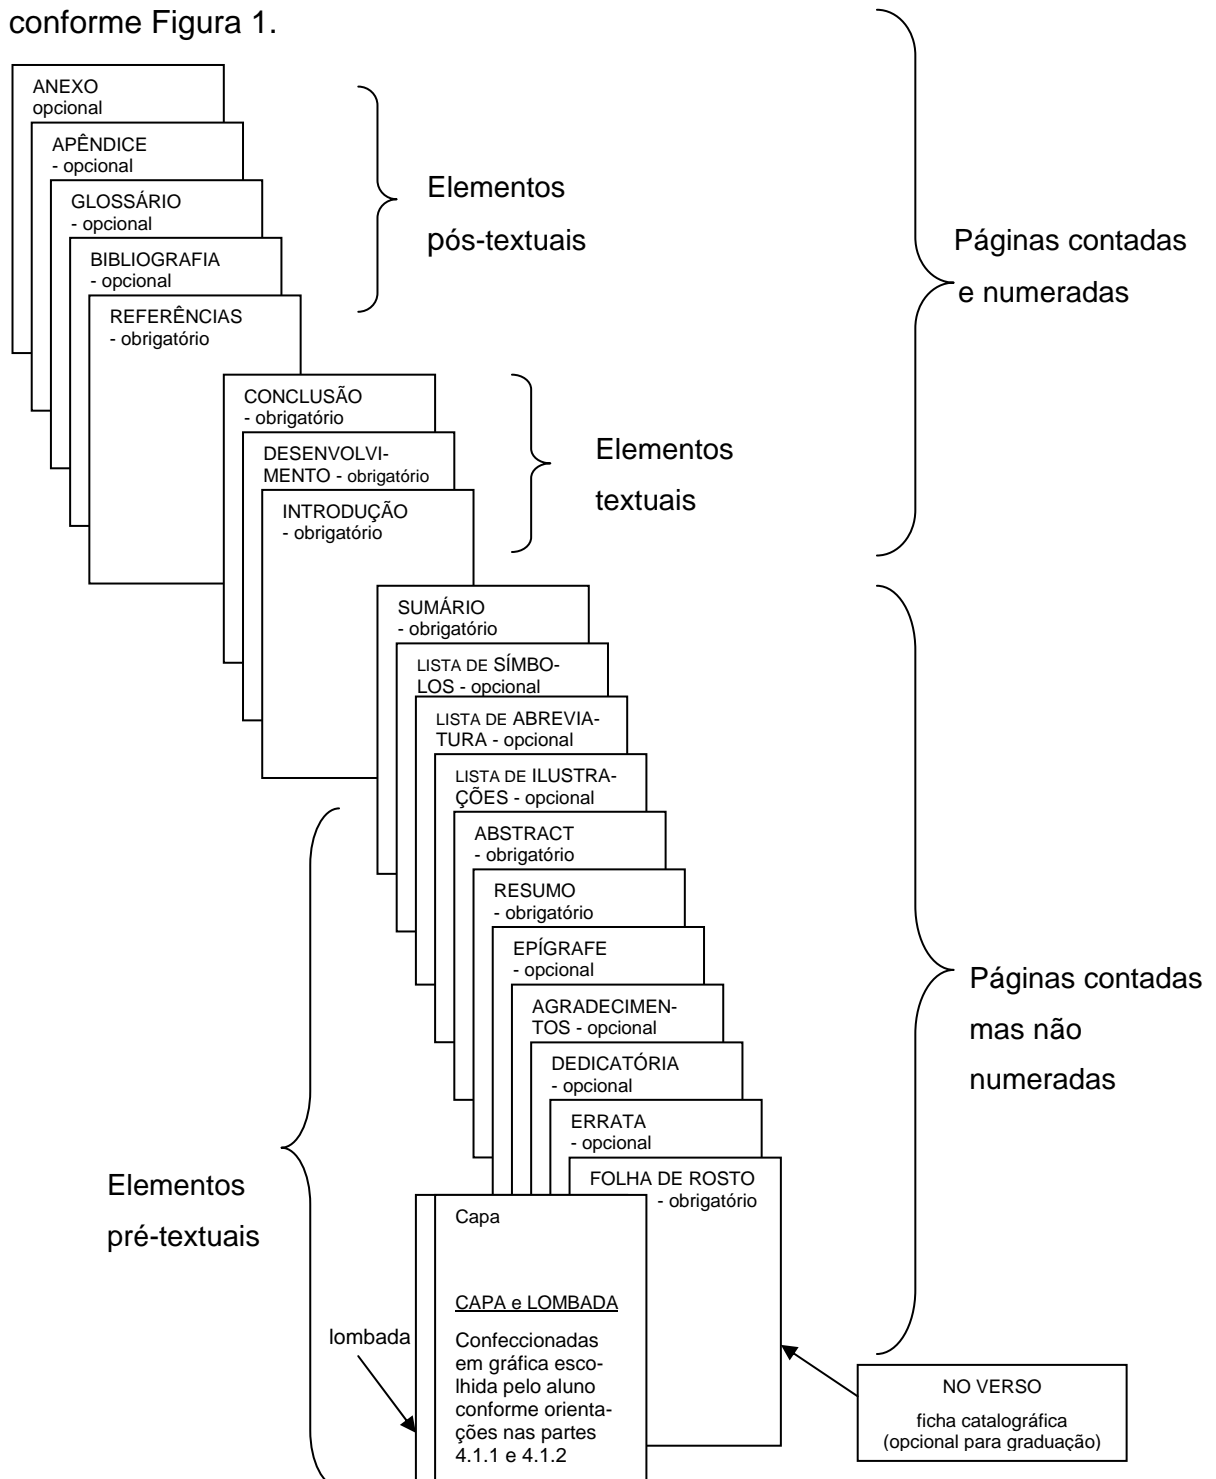 conforme Figura 1.
ANEXO
opcional
APÊNDICE
- opcional
GLOSSÁRIO
- opcional
BIBLIOGRAFIA
- opcional
REFERÊNCIAS
- obrigatório
Elementos
pós-textuais
Páginas contadas
e numeradas
CONCLUSÃO
- obrigatório
DESENVOLVI-
MENTO - obrigatório
INTRODUÇÃO
- obrigatório
Elementos
textuais
SUMÁRIO
- obrigatório
LISTA DE SÍMBO-
LOS - opcional
LISTA DE ABREVIA-
TURA - opcional
LISTA DE ILUSTRA-
ÇÕES - opcional
ABSTRACT
- obrigatório
RESUMO
- obrigatório
EPÍGRAFE
- opcional
AGRADECIMEN-
TOS - opcional
DEDICATÓRIA
- opcional
ERRATA
- opcional
FOLHA DE ROSTO
- obrigatório
Páginas contadas
mas não
numeradas
Elementos
pré-textuais
Capa
CAPA e LOMBADA
Confeccionadas
em gráfica esco-
lhida pelo aluno
conforme orienta-
ções nas partes
4.1.1 e 4.1.2
lombada
NO VERSO
ficha catalográfica
(opcional para graduação)